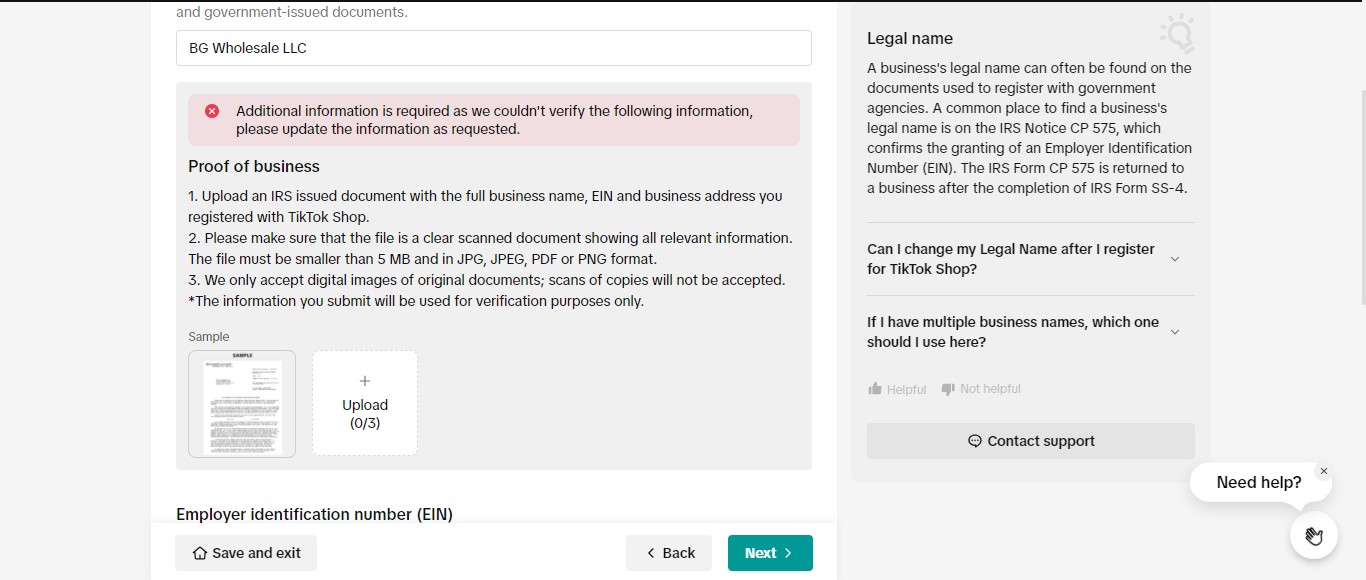 and government-issued documents.
BG Wholesale LLC
Additional information is required as we couldn't verify the following information,
please update the information as requested.
Proof of business
1. Upload an IRS issued document with the full business name, EIN and business address you
registered with TikTok Shop.
2. Please make sure that the file is a clear scanned document showing all relevant information.
The file must be smaller than 5 MB and in JPG, JPEG, PDF or PNG format.
3. We only accept digital images of original documents; scans of copies will not be accepted.
*The information you submit will be used for verification purposes only.
Sample
SAMPLE
Upload
(0/3)
Employer identification number (EIN)
Save and exit
Back
Next
Legal name
A business's legal name can often be found on the
documents used to register with government
agencies. A common place to find a business's
legal name is on the IRS Notice CP 575, which
confirms the granting of an Employer Identification
Number (EIN). The IRS Form CP 575 is returned to
a business after the completion of IRS Form SS-4.
Can I change my Legal Name after I register
for TikTok Shop?
If I have multiple business names, which one
should I use here?
Helpful
Not helpful
Contact support
Need help?